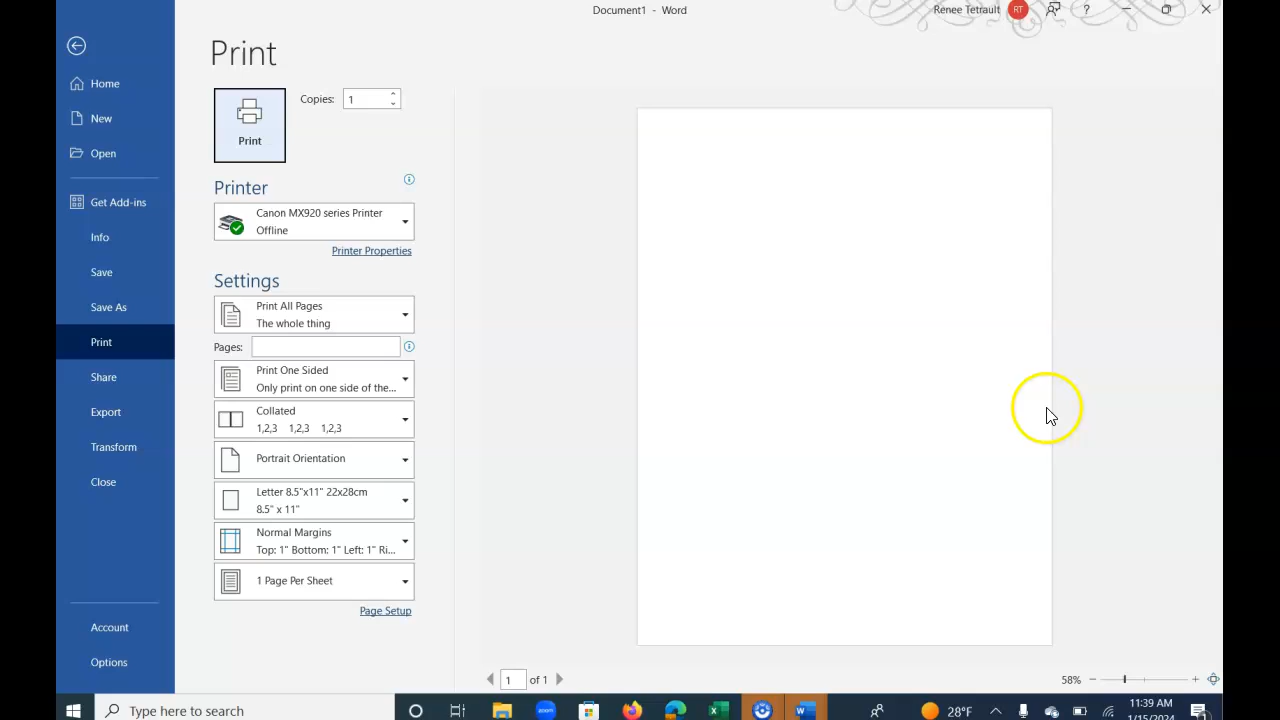 Document1 - Word
Renee Tetrault
RT
?
Print
Home
New
Open
Get Add-ins
Info
Save
Save As
Print
Share
Export
Transform
Close
Account
Options
Print
Copies: 1
Printer
Canon MX920 series Printer
Offline
Printer Properties
Settings
Print All Pages
The whole thing
Pages:
Print One Sided
Only print on one side of the...
Collated
1,2,3 1,2,3 1,2,3
Portrait Orientation
Letter 8.5"x11" 22x28cm
8.5" x 11"
Normal Margins
Top: 1" Bottom: 1" Left: 1" Ri...
1 Page Per Sheet
Page Setup
1 of 1
58%
Type here to search
zoom
28°F
11:39 AM
1/15/2024